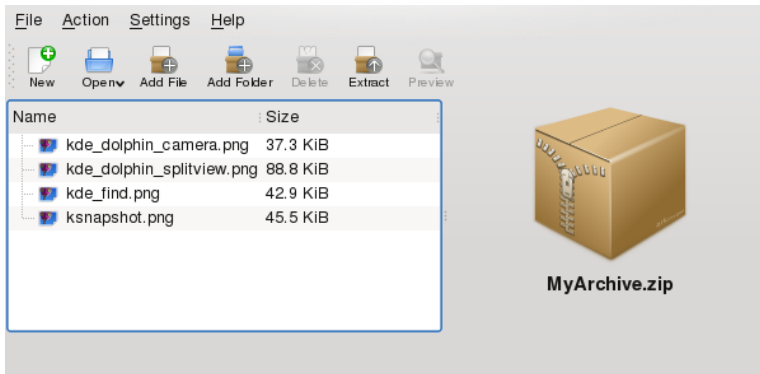 File Action Settings Help
New Open Add File Add Folder Delete Extract Preview
Name Size
kde_dolphin_camera.png 37.3 KiB
kde_dolphin_splitview.png 88.8 KiB
kde_find.png 42.9 KiB
ksnapshot.png 45.5 KiB
MyArchive.zip